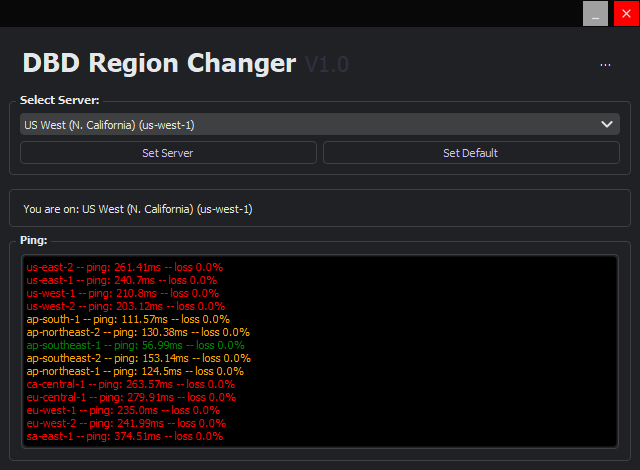 DBD Region Changer V1.0
...
Select Server:
US West (N. California) (us-west-1)
Set Server Set Default
You are on: US West (N. California) (us-west-1)
Ping:
us-east-2 -- ping: 261.41ms -- loss 0.0%
us-east-1 -- ping: 240.7ms -- loss 0.0%
us-west-1 -- ping: 210.8ms -- loss 0.0%
us-west-2 -- ping: 203.12ms -- loss 0.0%
ap-south-1 -- ping: 111.57ms -- loss 0.0%
ap-northeast-2 -- ping: 130.38ms -- loss 0.0%
ap-southeast-1 -- ping: 56.99ms -- loss 0.0%
ap-southeast-2 -- ping: 153.14ms -- loss 0.0%
ap-northeast-1 -- ping: 124.5ms -- loss 0.0%
ca-central-1 -- ping: 263.57ms -- loss 0.0%
eu-central-1 -- ping: 279.91ms -- loss 0.0%
eu-west-1 -- ping: 235.0ms -- loss 0.0%
eu-west-2 -- ping: 241.99ms -- loss 0.0%
sa-east-1 -- ping: 374.51ms -- loss 0.0%